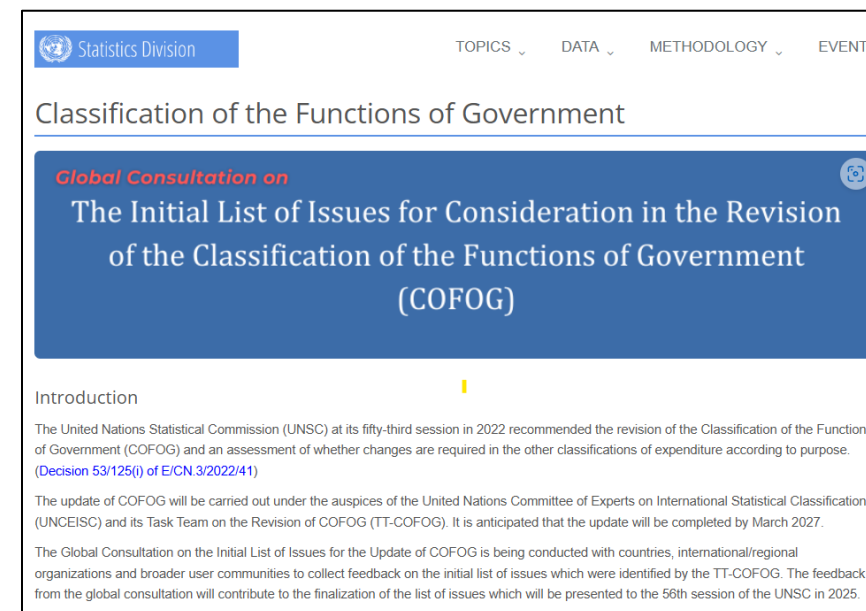 Statistics Division
TOPICS DATA METHODOLOGY EVENT
Classification of the Functions of Government
Global Consultation on
The Initial List of Issues for Consideration in the Revision
of the Classification of the Functions of Government
(COFOG)
Introduction
The United Nations Statistical Commission (UNSC) at its fifty-third session in 2022 recommended the revision of the Classification of the Function
of Government (COFOG) and an assessment of whether changes are required in the other classifications of expenditure according to purpose.
(Decision 53/125(i) of E/CN.3/2022/41)
The update of COFOG will be carried out under the auspices of the United Nations Committee of Experts on International Statistical Classification
(UNCEISC) and its Task Team on the Revision of COFOG (TT-COFOG). It is anticipated that the update will be completed by March 2027.
The Global Consultation on the Initial List of Issues for the Update of COFOG is being conducted with countries, international/regional
organizations and broader user communities to collect feedback on the initial list of issues which were identified by the TT-COFOG. The feedback
from the global consultation will contribute to the finalization of the list of issues which will be presented to the 56th session of the UNSC in 2025.